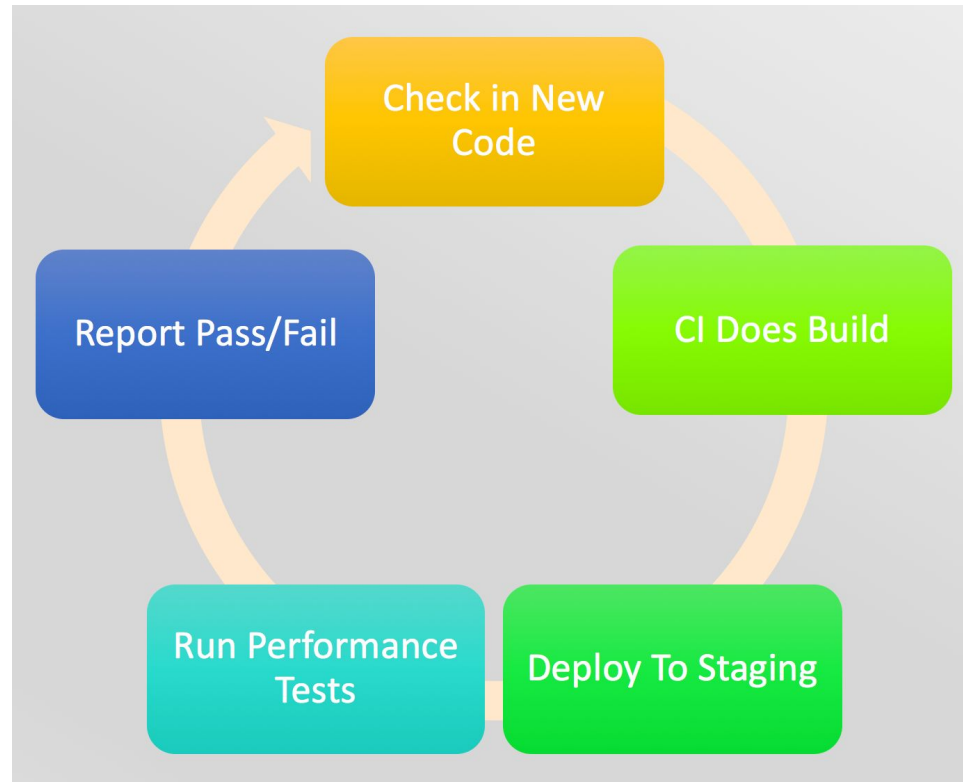 Check in New
Code
CI Does Build
Deploy To Staging
Run Performance
Tests
Report Pass/Fail